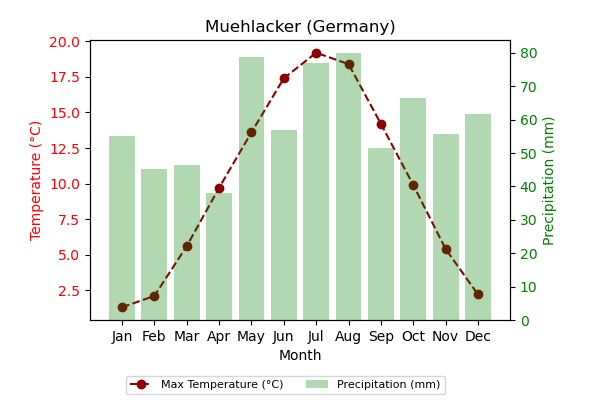 Muehlacker (Germany)
20.0
17.5
15.0
12.5
10.0
7.5
5.0
2.5
Temperature (°C)
80
70
60
50
40
30
20
10
0
Precipitation (mm)
Jan Feb Mar Apr May Jun Jul Aug Sep Oct Nov Dec
Month
Max Temperature (°C) Precipitation (mm)